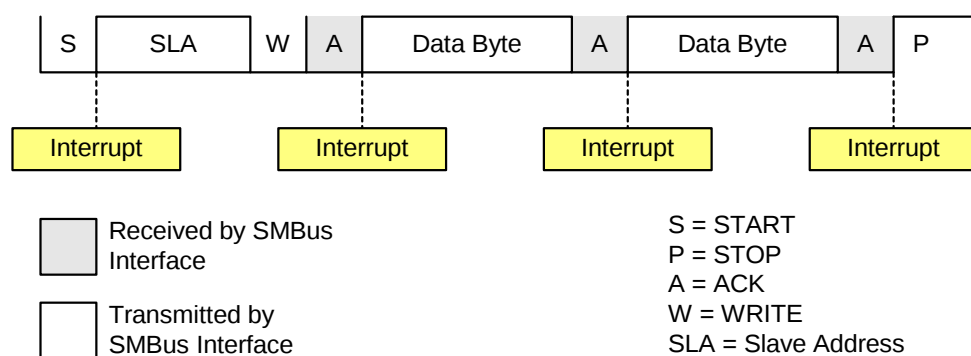 S SLA W A Data Byte A Data Byte A P
Interrupt Interrupt Interrupt Interrupt
Received by SMBus
Interface
Transmitted by
SMBus Interface
S = START
P = STOP
A = ACK
W = WRITE
SLA = Slave Address